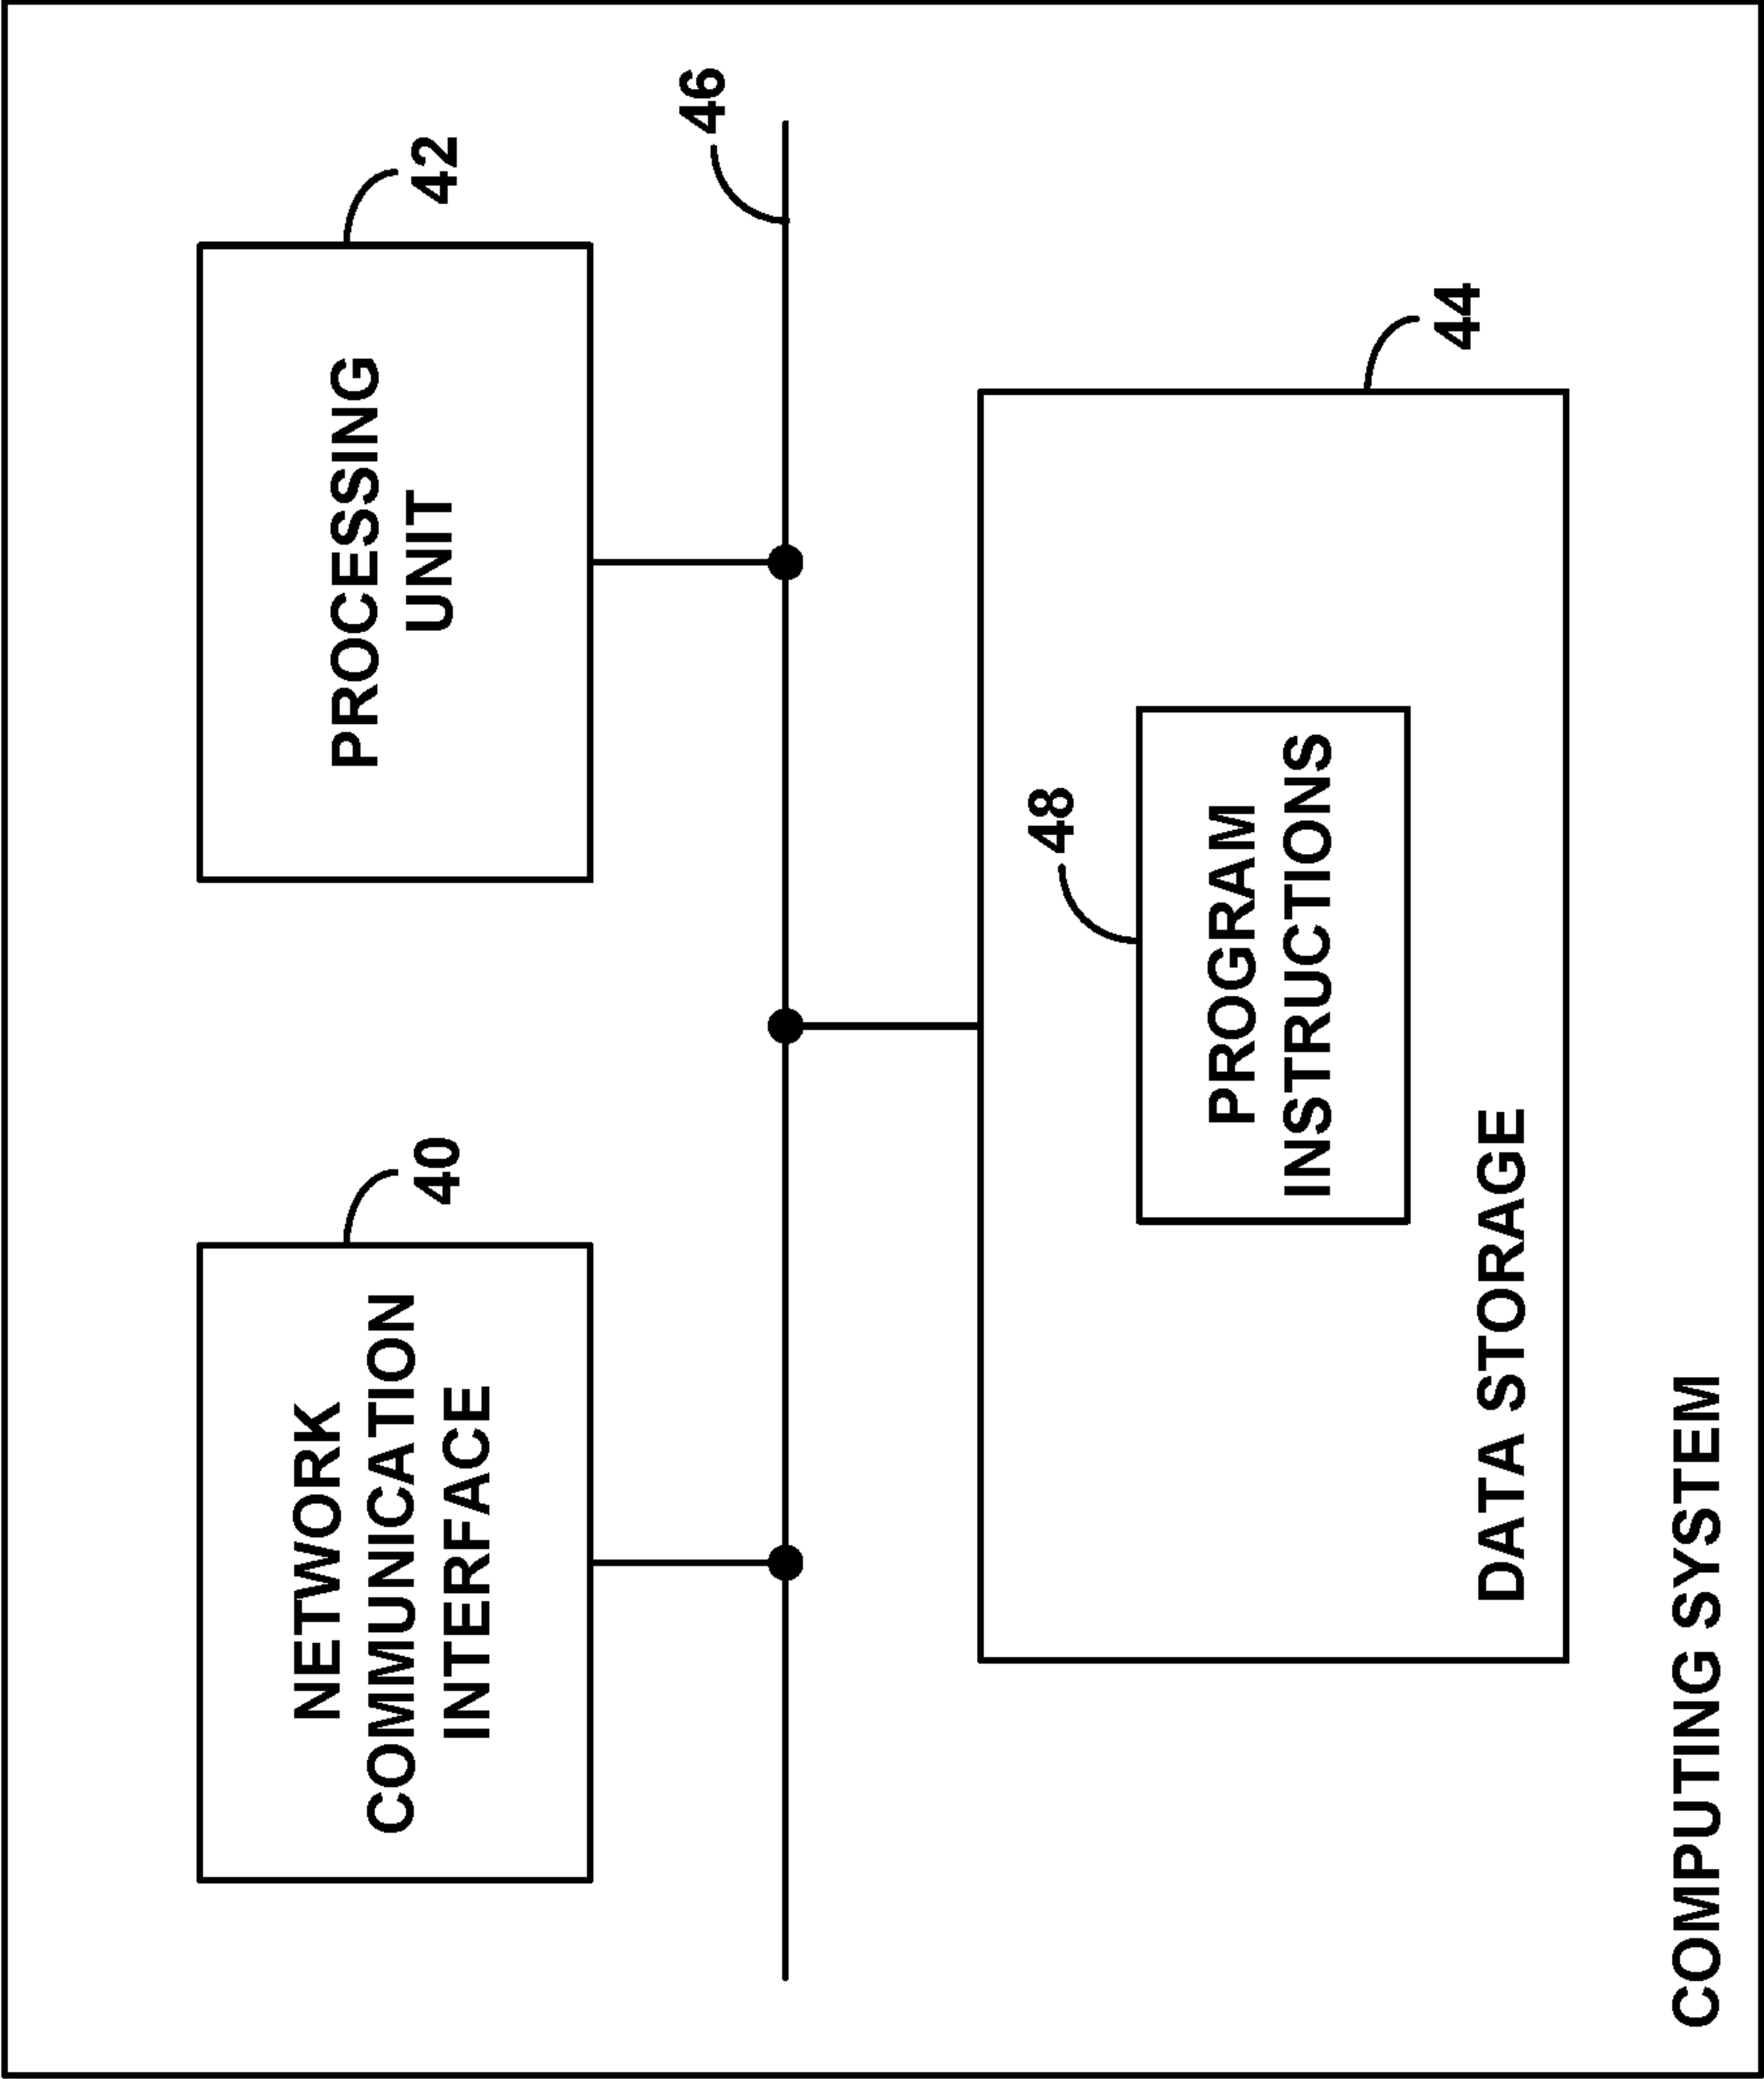 40
NETWORK
COMMUNICATION
INTERFACE
42
PROCESSING
UNIT
46
48
PROGRAM
INSTRUCTIONS
44
DATA STORAGE
COMPUTING SYSTEM